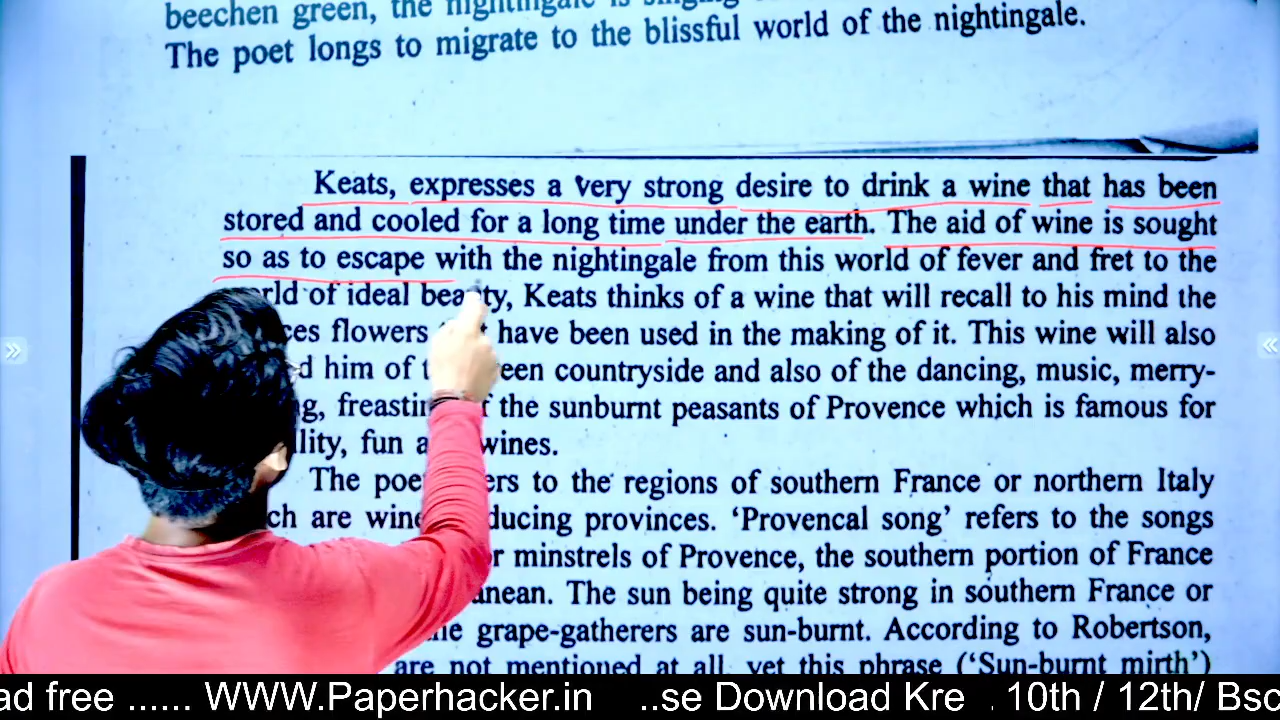 beechen green, the nightingale is singing
The poet longs to migrate to the blissful world of the nightingale.
Keats, expresses a very strong desire to drink a wine that has been
stored and cooled for a long time under the earth. The aid of wine is sought
so as to escape with the nightingale from this world of fever and fret to the
rld of ideal beauty, Keats thinks of a wine that will recall to his mind the
ces flowers have been used in the making of it. This wine will also
d him of een countryside and also of the dancing, music, merry-
g, freastin f the sunburnt peasants of Provence which is famous for
lity, fun a wines.
The poe ers to the regions of southern France or northern Italy
ch are wine ducing provinces. ‘Provencal song’ refers to the songs
r minstrels of Provence, the southern portion of France
anean. The sun being quite strong in southern France or
he grape-gatherers are sun-burnt. According to Robertson,
are not mentioned at all, yet this phrase (‘Sun-burnt mirth’)
ad free ...... WWW.Paperhacker.in ..se Download Kre . 10th / 12th/ Bsc